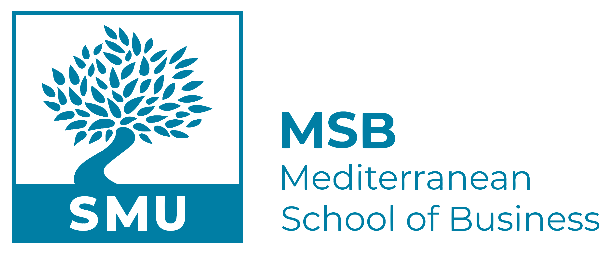 SMU
MSB
Mediterranean
School of Business